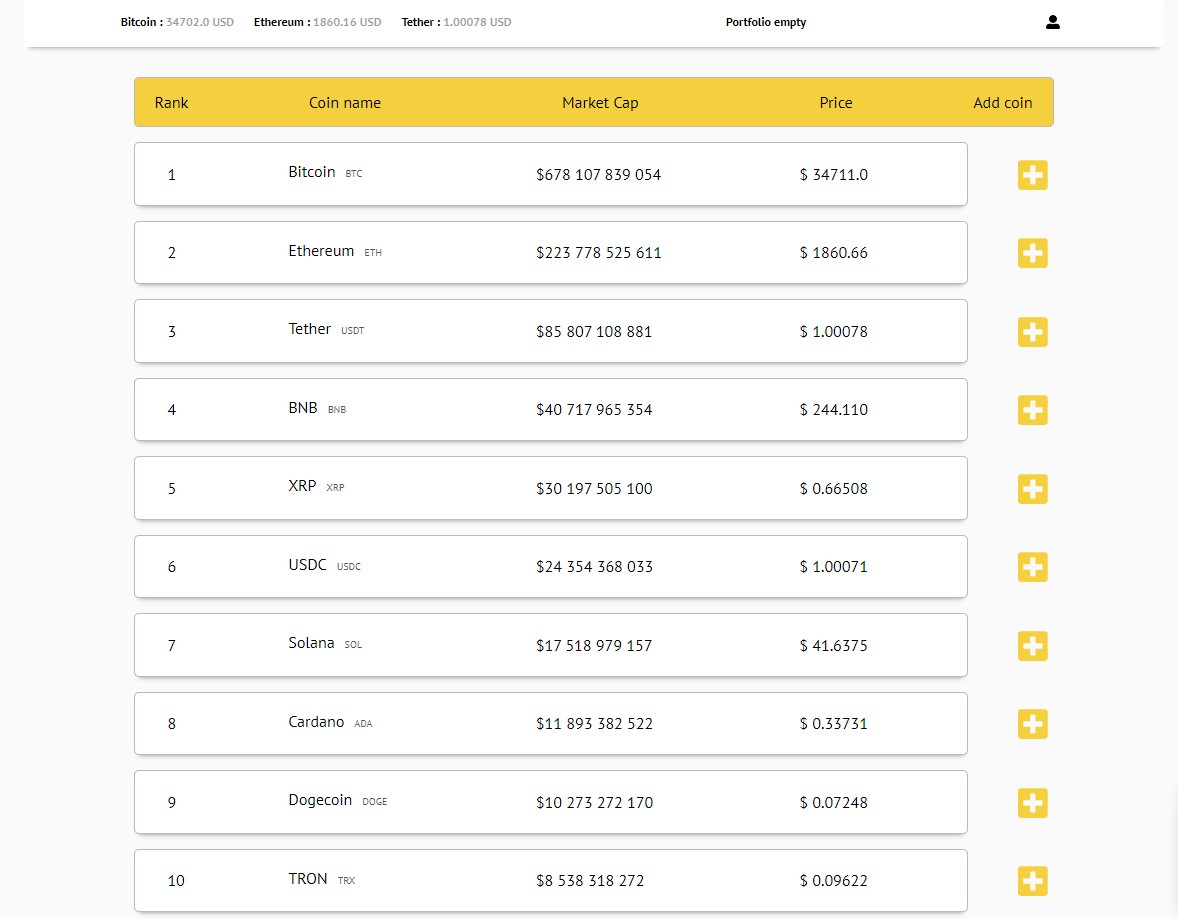 Bitcoin : 34702.0 USD Ethereum : 1860.16 USD Tether : 1.00078 USD Portfolio empty
Rank Coin name Market Cap Price Add coin
1 Bitcoin BTC $678 107 839 054 $ 34711.0
2 Ethereum ETH $223 778 525 611 $ 1860.66
3 Tether USDT $85 807 108 881 $ 1.00078
4 BNB BNB $40 717 965 354 $ 244.110
5 XRP XRP $30 197 505 100 $ 0.66508
6 USDC USDC $24 354 368 033 $ 1.00071
7 Solana SOL $17 518 979 157 $ 41.6375
8 Cardano ADA $11 893 382 522 $ 0.33731
9 Dogecoin DOGE $10 273 272 170 $ 0.07248
10 TRON TRX $8 538 318 272 $ 0.09622